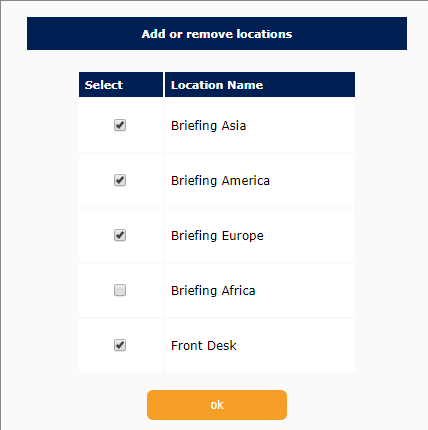 Add or remove locations
Select Location Name
Briefing Asia
Briefing America
Briefing Europe
Briefing Africa
Front Desk
ok